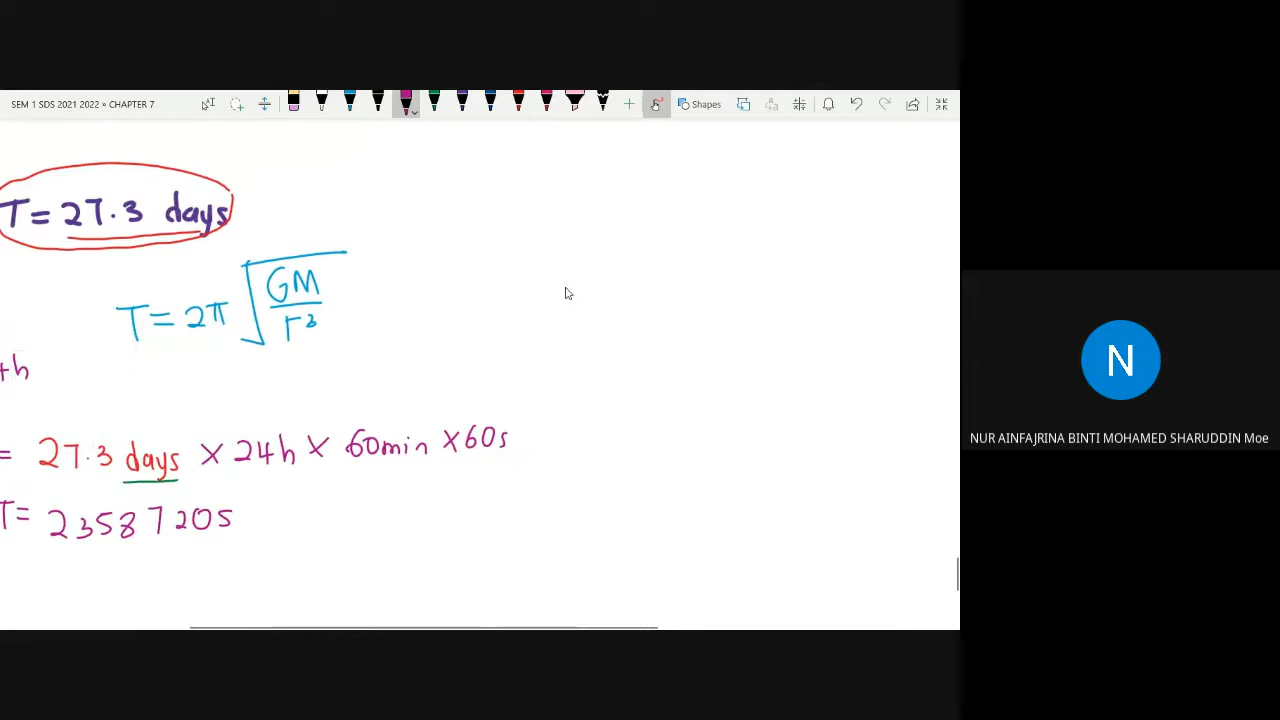 SEM 1 SDS 2021 2022 » CHAPTER 7
Shapes
T = 27.3 days
T = 2π √(GM/r³)
= 27.3 days × 24h × 60min × 60s
T = 2358720s
N
NUR AINFAJRINA BINTI MOHAMED SHARUDDIN Moe